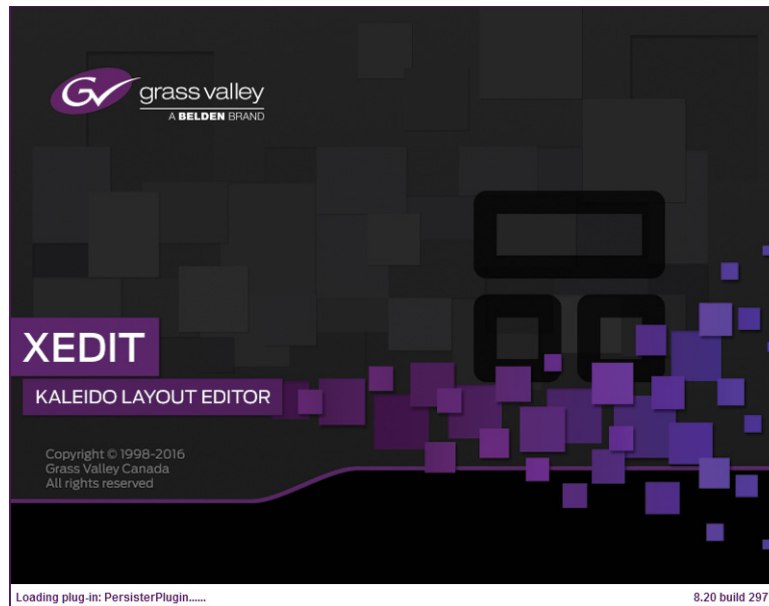 GV grass valley
A BELDEN BRAND
XEDIT
KALEIDO LAYOUT EDITOR
Copyright © 1998-2016
Grass Valley Canada
All rights reserved
Loading plug-in: PersisterPlugin...... 8.20 build 297